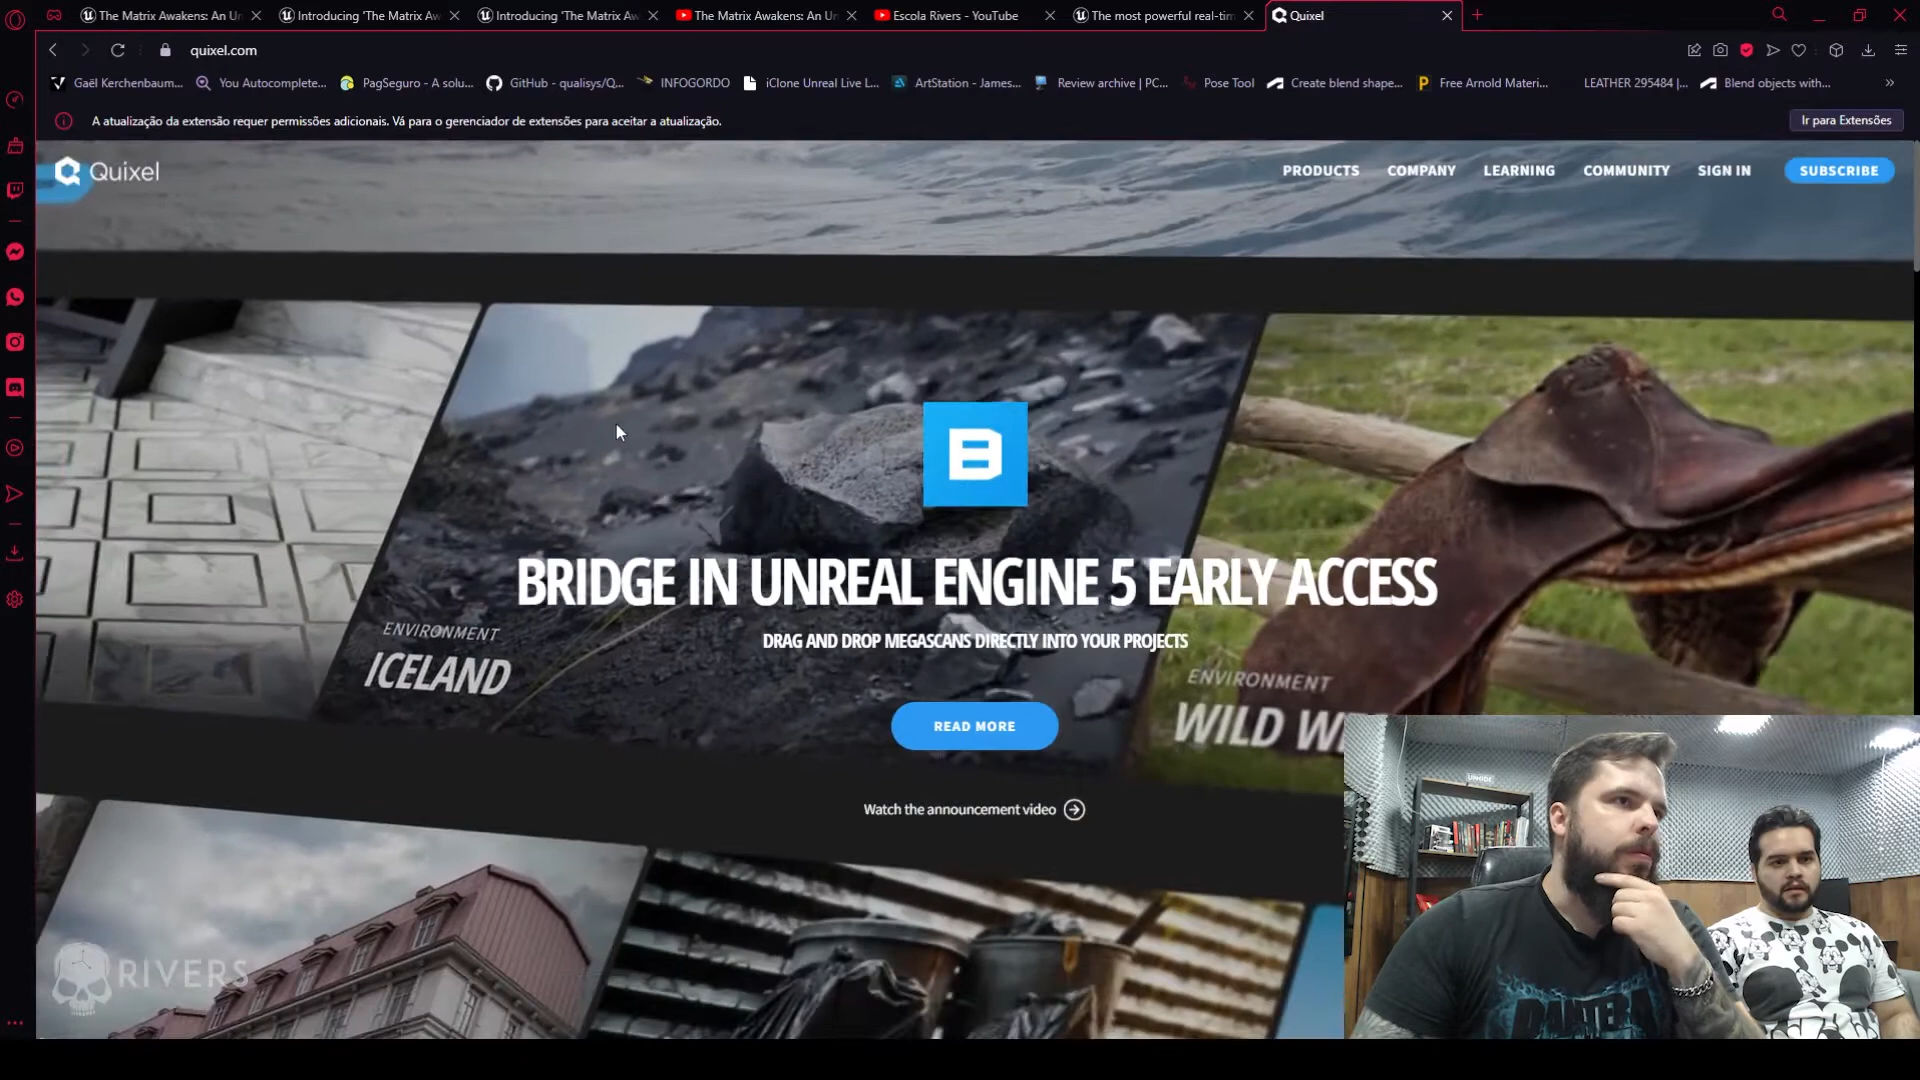 The Matrix Awakens: An Un
Introducing 'The Matrix Aw
Introducing 'The Matrix Aw
The Matrix Awakens: An Ur
Escola Rivers - YouTube
The most powerful real-tim
Quixel
quixel.com
Gaël Kerchenbaum...
You Autocomplete...
PagSeguro - A solu...
GitHub - qualisys/Q...
INFOGORDO
iClone Unreal Live L...
ArtStation - James...
Review archive | PC...
Pose Tool
Create blend shape...
Free Arnold Materi...
LEATHER 295484 |...
Blend objects with...
A atualização da extensão requer permissões adicionais. Vá para o gerenciador de extensões para aceitar a atualização.
Ir para Extensões
Quixel
PRODUCTS
COMPANY
LEARNING
COMMUNITY
SIGN IN
SUBSCRIBE
B
BRIDGE IN UNREAL ENGINE 5 EARLY ACCESS
DRAG AND DROP MEGASCANS DIRECTLY INTO YOUR PROJECTS
ENVIRONMENT
ICELAND
ENVIRONMENT
WILD W
READ MORE
Watch the announcement video
RIVERS
UNHIDE
PANTERA